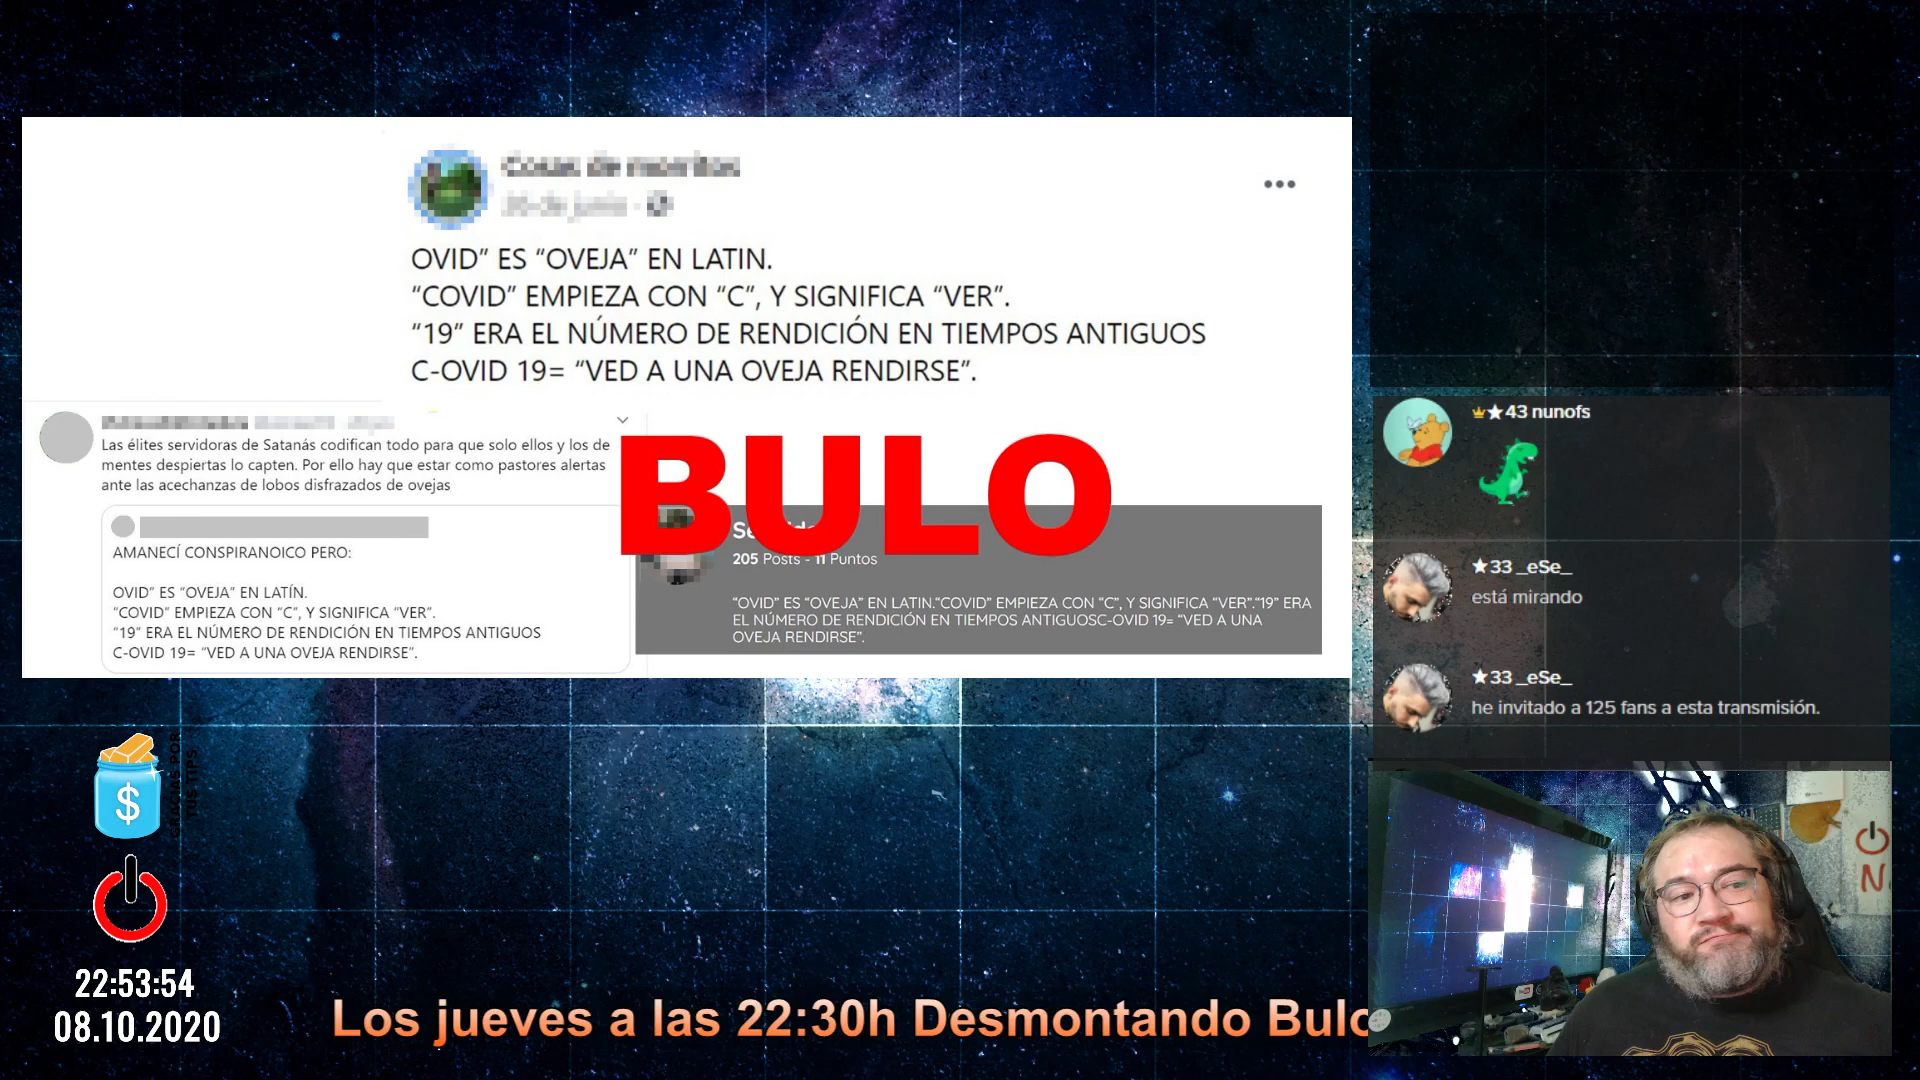 OVID” ES “OVEJA” EN LATIN.
“COVID” EMPIEZA CON “C”, Y SIGNIFICA “VER”.
“19” ERA EL NÚMERO DE RENDICIÓN EN TIEMPOS ANTIGUOS
C-OVID 19= “VED A UNA OVEJA RENDIRSE”.
Las élites servidoras de Satanás codifican todo para que solo ellos y los de
mentes despiertas lo capten. Por ello hay que estar como pastores alertas
ante las acechanzas de lobos disfrazados de ovejas
AMANECÍ CONSPIRANOICO PERO:
OVID” ES “OVEJA” EN LATÍN.
“COVID” EMPIEZA CON “C”, Y SIGNIFICA “VER”.
“19” ERA EL NÚMERO DE RENDICIÓN EN TIEMPOS ANTIGUOS
C-OVID 19= “VED A UNA OVEJA RENDIRSE”.
BULO
205 Posts - 11 Puntos
“OVID” ES “OVEJA” EN LATIN.“COVID” EMPIEZA CON “C”, Y SIGNIFICA “VER”.“19” ERA
EL NÚMERO DE RENDICIÓN EN TIEMPOS ANTIGUOSC-OVID 19= “VED A UNA
OVEJA RENDIRSE”.
43 nunofs
33 _eSe_
está mirando
33 _eSe_
he invitado a 125 fans a esta transmisión.
$
GRACIAS POR
TUS TIPS
22:53:54
08.10.2020
Los jueves a las 22:30h Desmontando Bulo